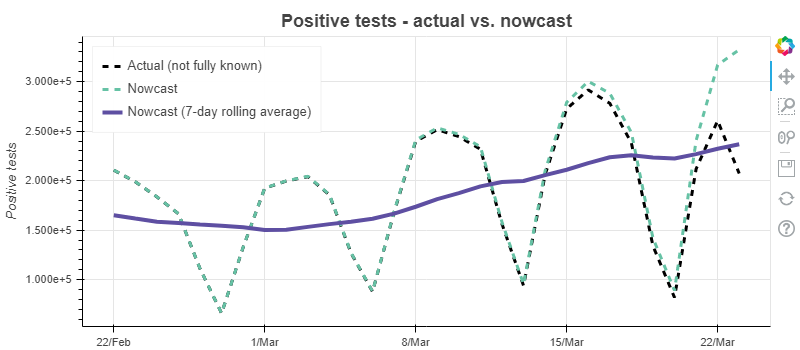 Positive tests - actual vs. nowcast
Actual (not fully known)
Nowcast
Nowcast (7-day rolling average)
Positive tests
3.000e+5
2.500e+5
2.000e+5
1.500e+5
1.000e+5
22/Feb
1/Mar
8/Mar
15/Mar
22/Mar